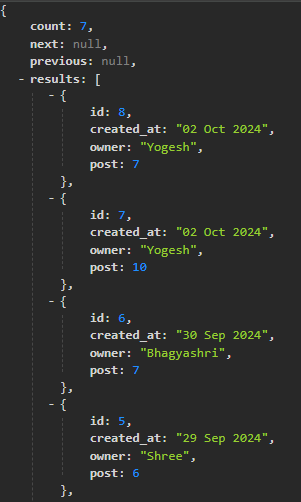 {
count: 7,
next: null,
previous: null,
- results: [
- {
id: 8,
created_at: "02 Oct 2024",
owner: "Yogesh",
post: 7
},
- {
id: 7,
created_at: "02 Oct 2024",
owner: "Yogesh",
post: 10
},
- {
id: 6,
created_at: "30 Sep 2024",
owner: "Bhagyashri",
post: 7
},
- {
id: 5,
created_at: "29 Sep 2024",
owner: "Shree",
post: 6
},